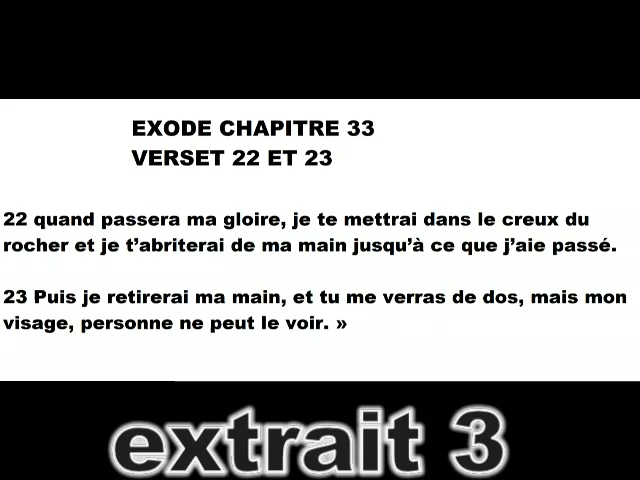 EXODE CHAPITRE 33
VERSET 22 ET 23
22 quand passera ma gloire, je te mettrai dans le creux du
rocher et je t’abriterai de ma main jusqu’à ce que j’aie passé.
23 Puis je retirerai ma main, et tu me verras de dos, mais mon
visage, personne ne peut le voir. »
extrait 3